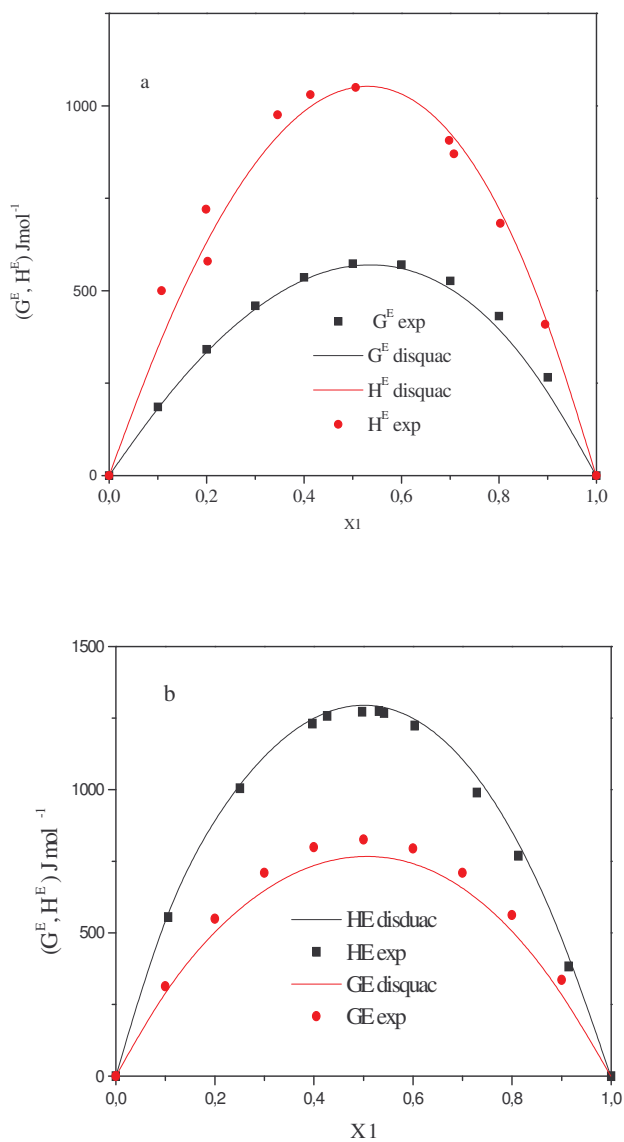 a
(G^E, H^E) Jmol^-1
1000
500
0
G^E exp
G^E disquac
H^E disquac
H^E exp
0,0 0,2 0,4 0,6 0,8 1,0
X1
b
(G^E, H^E) J mol^-1
1500
1000
500
0
HE disduac
HE exp
GE disquac
GE exp
0,0 0,2 0,4 0,6 0,8 1,0
X1